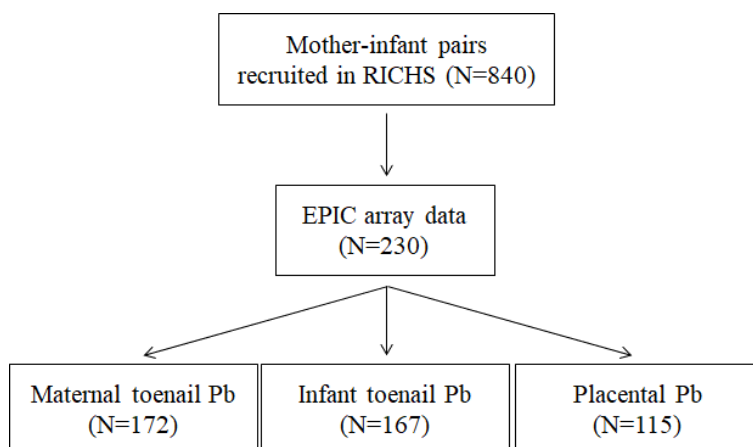 Mother-infant pairs
recruited in RICHS (N=840)
EPIC array data
(N=230)
Maternal toenail Pb
(N=172)
Infant toenail Pb
(N=167)
Placental Pb
(N=115)